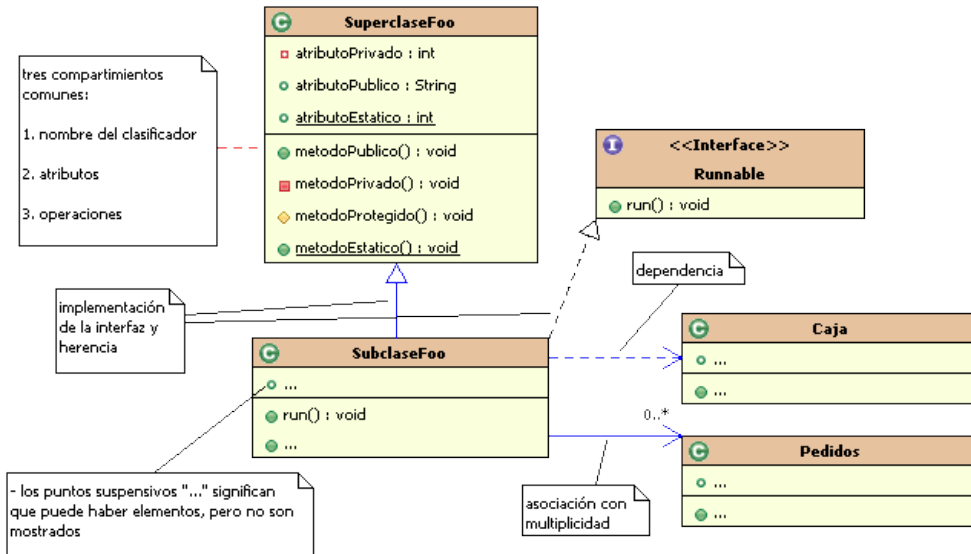 C
SuperclaseFoo
atributoPrivado : int
atributoPublico : String
atributoEstatico : int
metodoPublico() : void
metodoPrivado() : void
metodoProtegido() : void
metodoEstatico() : void
tres compartimientos
comunes:
1. nombre del clasificador
2. atributos
3. operaciones
I
<<Interface>>
Runnable
run() : void
dependencia
implementación
de la interfaz y
herencia
C
SubclaseFoo
...
run() : void
...
C
Caja
...
...
0..*
C
Pedidos
...
...
- los puntos suspensivos "..." significan
que puede haber elementos, pero no son
mostrados
asociación con
multiplicidad